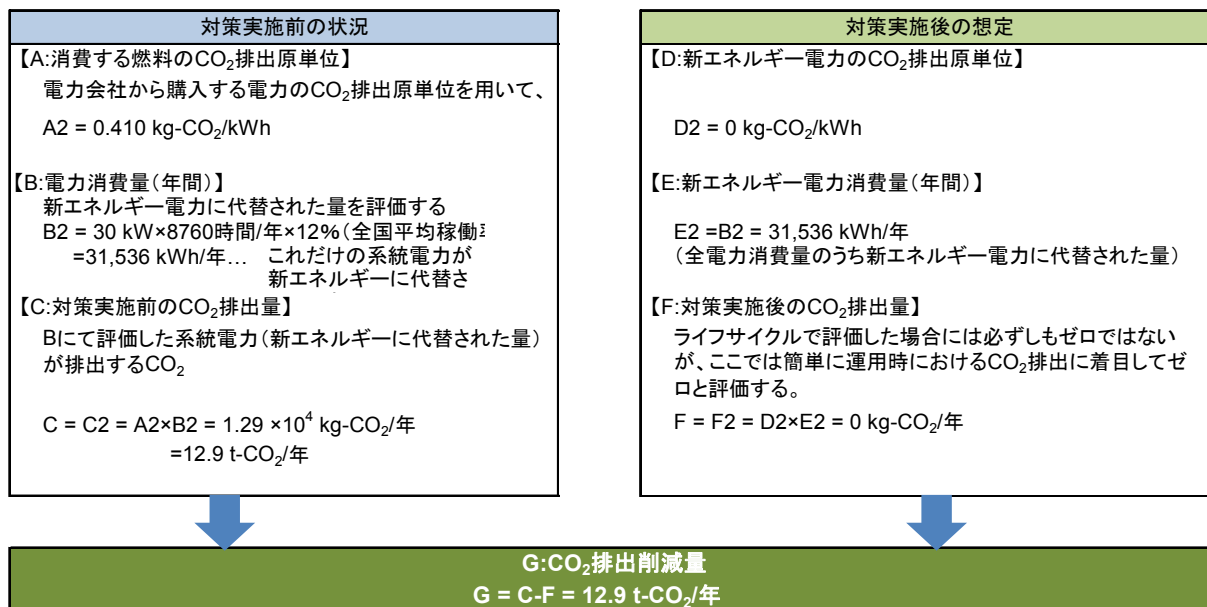 対策実施前の状況
【A:消費する燃料のCO₂排出原単位】
電力会社から購入する電力のCO₂排出原単位を用いて、
A2 = 0.410 kg-CO₂/kWh
【B:電力消費量(年間)】
新エネルギー電力に代替された量を評価する
B2 = 30 kW×8760時間/年×12%(全国平均稼働
=31,536 kWh/年… これだけの系統電力が
新エネルギーに代替さ
【C:対策実施前のCO₂排出量】
Bにて評価した系統電力(新エネルギーに代替された量)
が排出するCO₂
C = C2 = A2×B2 = 1.29 ×10⁴ kg-CO₂/年
=12.9 t-CO₂/年
対策実施後の想定
【D:新エネルギー電力のCO₂排出原単位】
D2 = 0 kg-CO₂/kWh
【E:新エネルギー電力消費量(年間)】
E2 =B2 = 31,536 kWh/年
(全電力消費量のうち新エネルギー電力に代替された量)
【F:対策実施後のCO₂排出量】
ライフサイクルで評価した場合には必ずしもゼロではない
が、ここでは簡単に運用時におけるCO₂排出に着目してゼ
ロと評価する。
F = F2 = D2×E2 = 0 kg-CO₂/年
G:CO₂排出削減量
G = C-F = 12.9 t-CO₂/年